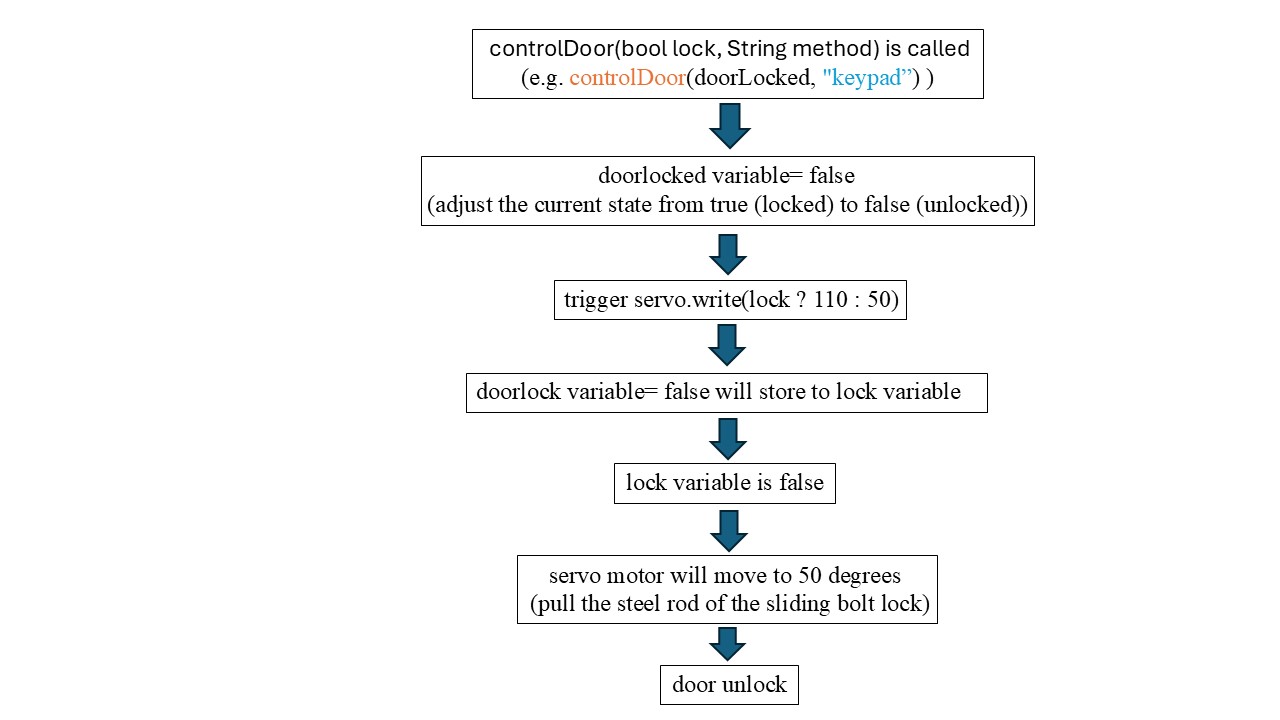 controlDoor(bool lock, String method) is called
(e.g. controlDoor(doorLocked, "keypad”) )
doorlocked variable= false
(adjust the current state from true (locked) to false (unlocked))
trigger servo.write(lock ? 110 : 50)
doorlock variable= false will store to lock variable
lock variable is false
servo motor will move to 50 degrees
(pull the steel rod of the sliding bolt lock)
door unlock